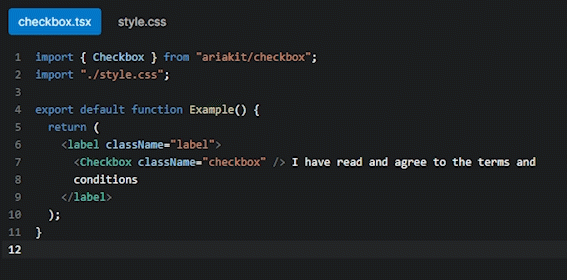 checkbox.tsx style.css
1 import { Checkbox } from "ariakit/checkbox";
2 import "./style.css";
3
4 export default function Example() {
5   return (
6     <label className="label">
7       <Checkbox className="checkbox" /> I have read and agree to the terms and
8       conditions
9     </label>
10   );
11 }
12